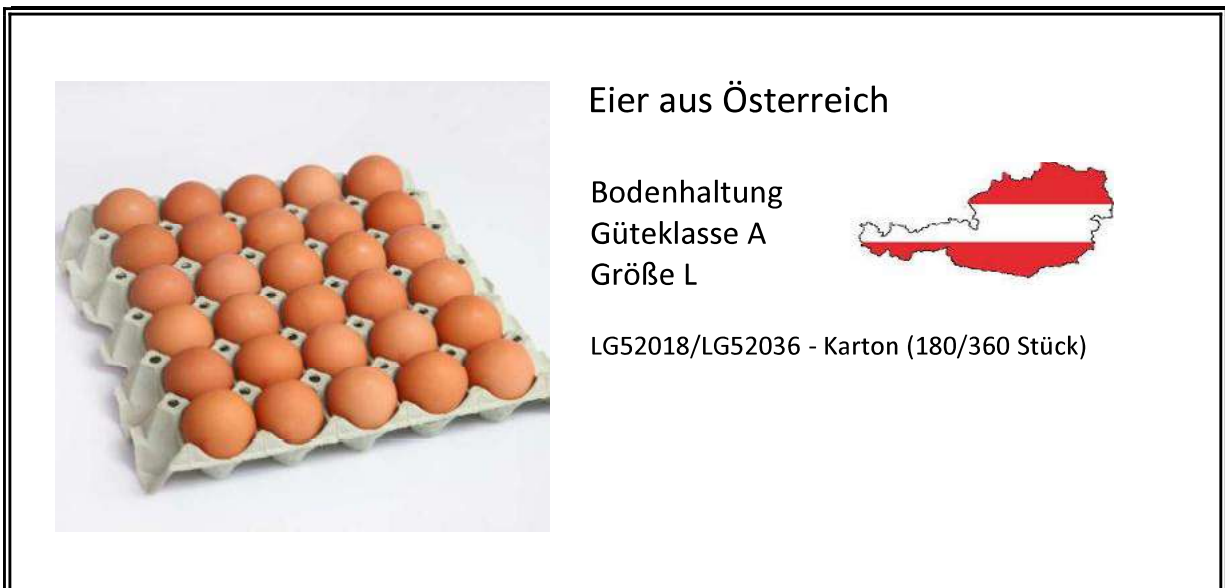 Eier aus Österreich
Bodenhaltung
Güteklasse A
Größe L
LG52018/LG52036 - Karton (180/360 Stück)